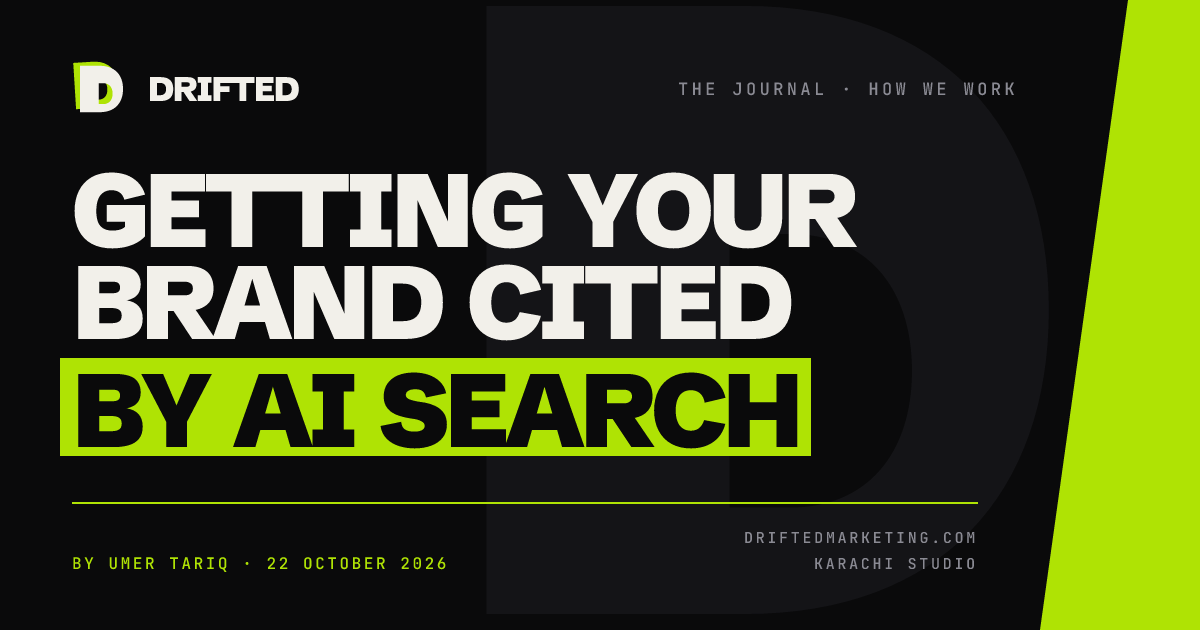 DRIFTED
THE JOURNAL · HOW WE WORK
GETTING YOUR
BRAND CITED
BY AI SEARCH
DRIFTEDMARKETING.COM
BY UMER TARIQ · 22 OCTOBER 2026
KARACHI STUDIO